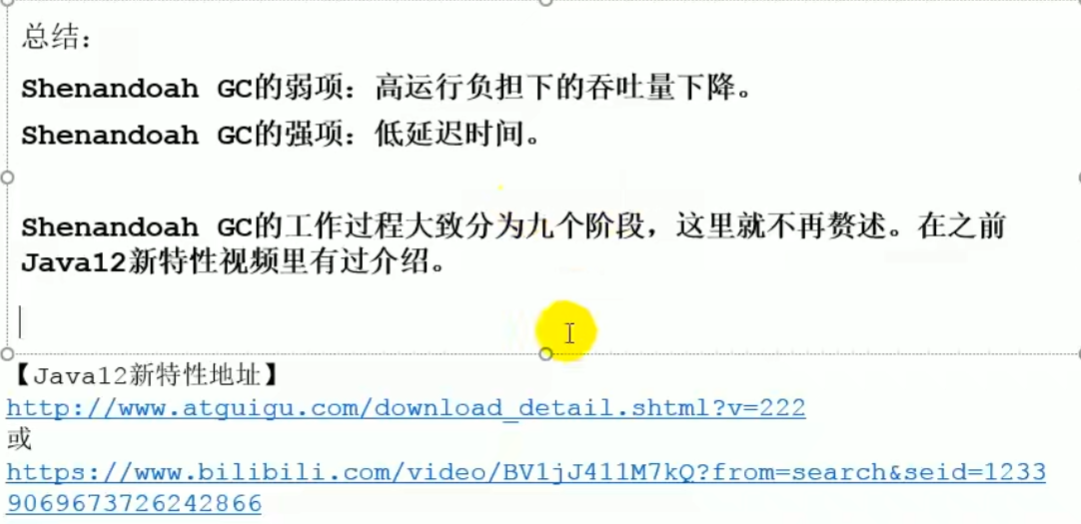 总结：
Shenandoah GC的弱项：高运行负担下的吞吐量下降。
Shenandoah GC的强项：低延迟时间。
Shenandoah GC的工作过程大致分为九个阶段，这里就不再赘述。在之前
Java12新特性视频里有过介绍。
【Java12新特性地址】
http://www.atguigu.com/download_detail.shtml?v=222
或
https://www.bilibili.com/video/BV1jJ411M7kQ?from=search&seid=1233
9069673726242866